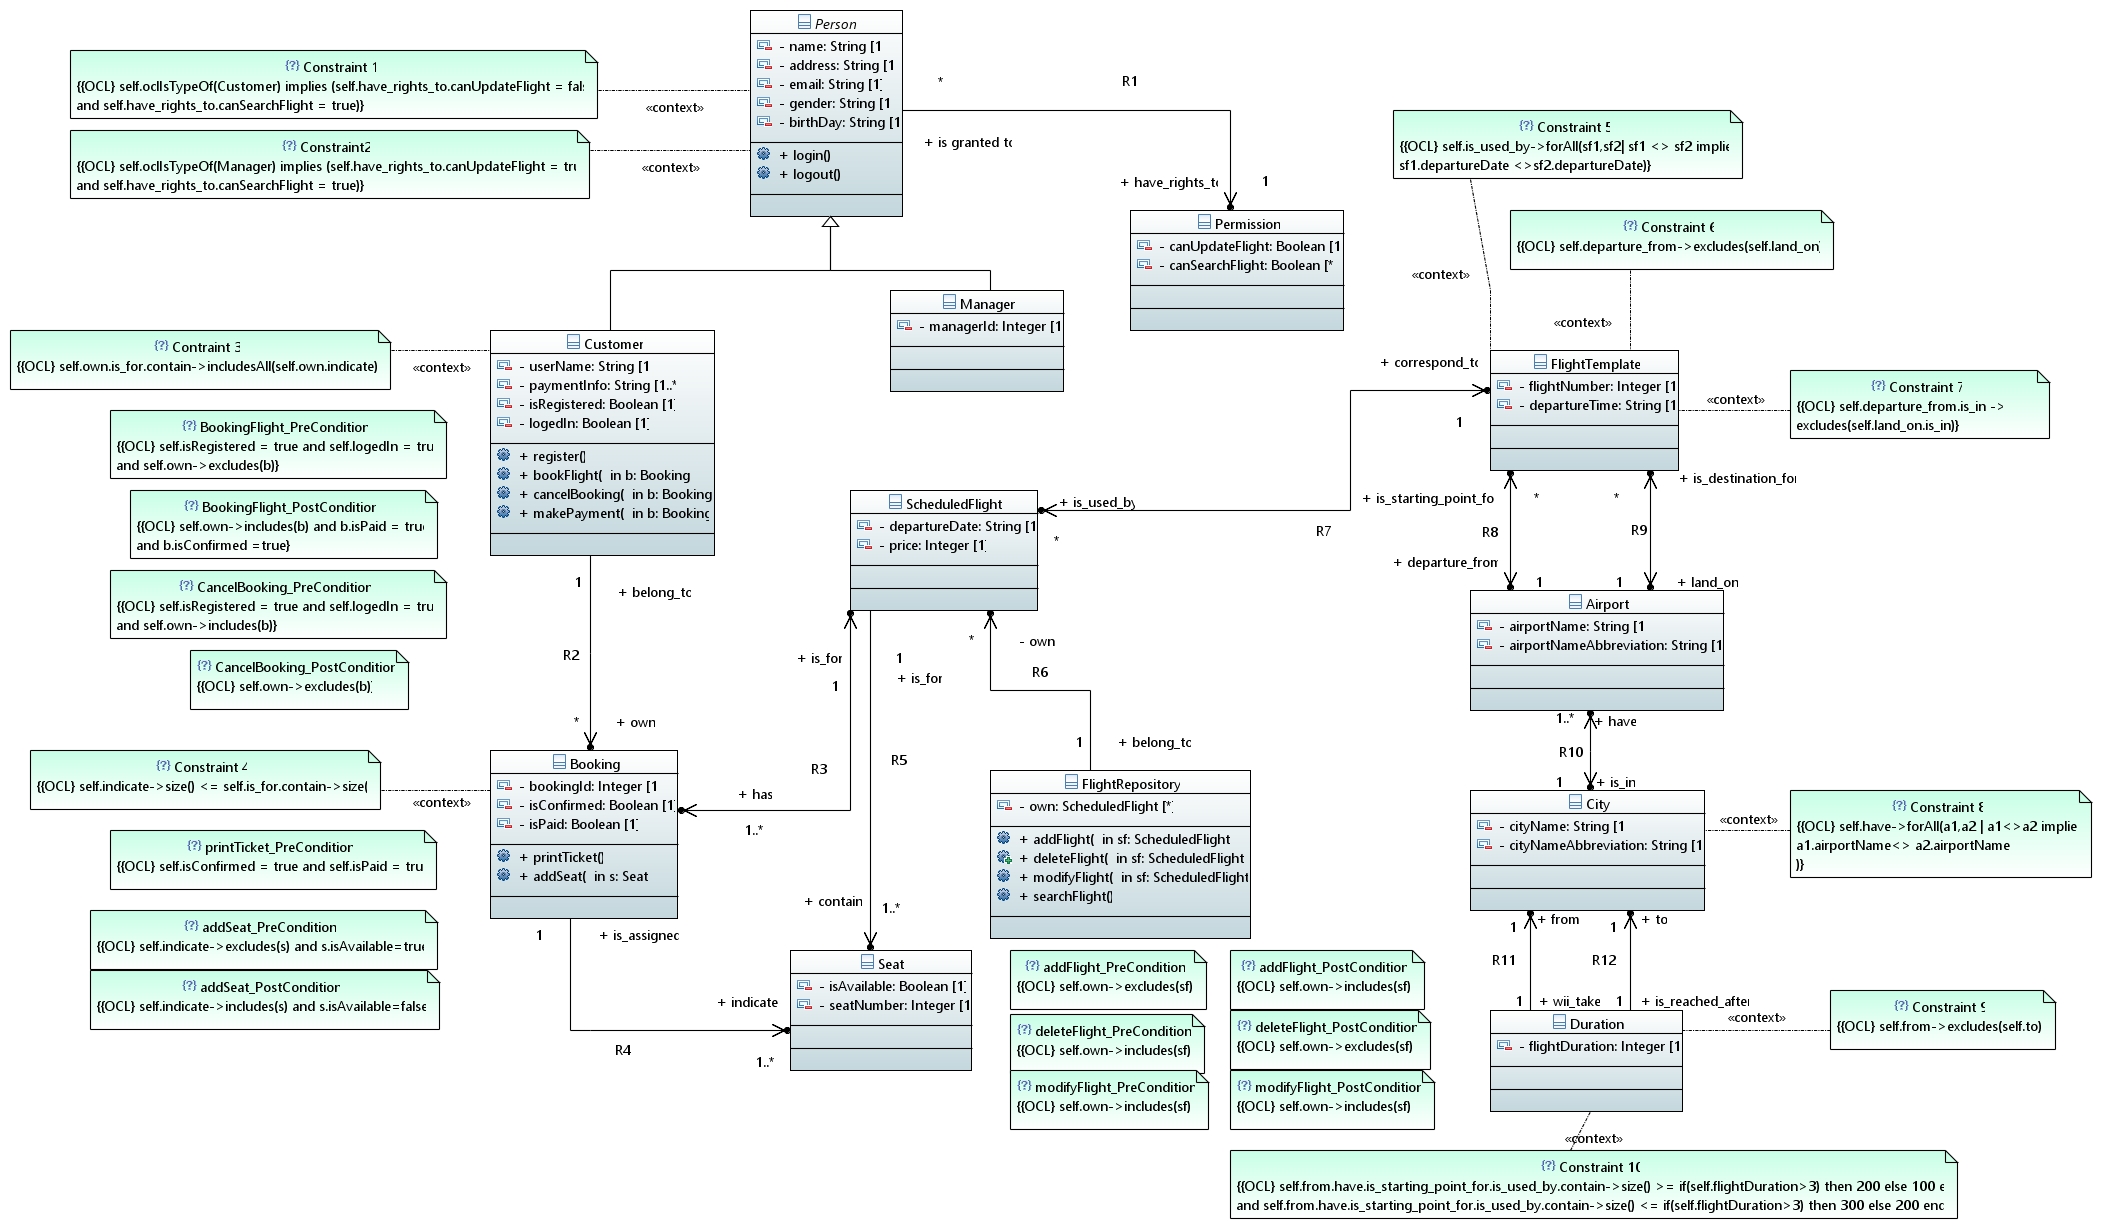 Person
- name: String [1
- address: String [1
- email: String [1]
- gender: String [1
- birthDay: String [1
+ login()
+ logout()
{?} Constraint 1
{{OCL} self.oclIsTypeOf(Customer) implies (self.have_rights_to.canUpdateFlight = fal
and self.have_rights_to.canSearchFlight = true)}
«context»
{?} Constraint2
{{OCL} self.oclIsTypeOf(Manager) implies (self.have_rights_to.canUpdateFlight = tru
and self.have_rights_to.canSearchFlight = true)}
«context»
*
R1
+ is granted to
+ have_rights_to
1
Permission
- canUpdateFlight: Boolean [1
- canSearchFlight: Boolean [*
{?} Constraint 5
{{OCL} self.is_used_by->forAll(sf1,sf2| sf1 <> sf2 implie
sf1.departureDate <>sf2.departureDate)}
«context»
{?} Constraint 6
{{OCL} self.departure_from->excludes(self.land_on)
«context»
Manager
- managerId: Integer [1
{?} Contraint 3
{{OCL} self.own.is_for.contain->includesAll(self.own.indicate)
«context»
Customer
- userName: String [1
- paymentInfo: String [1..*
- isRegistered: Boolean [1]
- logedIn: Boolean [1]
+ register()
+ bookFlight( in b: Booking
+ cancelBooking( in b: Booking
+ makePayment( in b: Booking
+ correspond_to
1
FlightTemplate
- flightNumber: Integer [1
- departureTime: String [1
«context»
{?} Constraint 7
{{OCL} self.departure_from.is_in ->
excludes(self.land_on.is_in)}
{?} BookingFlight_PreCondition
{{OCL} self.isRegistered = true and self.logedIn = tru
and self.own->excludes(b)}
{?} BookingFlight_PostCondition
{{OCL} self.own->includes(b) and b.isPaid = true
and b.isConfirmed =true}
{?} CancelBooking_PreCondition
{{OCL} self.isRegistered = true and self.logedIn = tru
and self.own->includes(b)}
{?} CancelBooking_PostCondition
{{OCL} self.own->excludes(b)
ScheduledFlight
- departureDate: String [1
- price: Integer [1]
+ is_used_by
*
R7
+ is_starting_point_fo
*
*
+ is_destination_for
R8
R9
+ departure_from
1
1
+ land_on
Airport
- airportName: String [1
- airportNameAbbreviation: String [1
1
+ belong_to
R2
*
+ own
+ is_for
1
1
+ is_for
*
- own
R6
R3
R5
1
+ belong_to
+ has
1..*
1..*
+ have
R10
1
+ is_in
{?} Constraint 4
{{OCL} self.indicate->size() <= self.is_for.contain->size(
«context»
Booking
- bookingId: Integer [1
- isConfirmed: Boolean [1]
- isPaid: Boolean [1]
+ printTicket()
+ addSeat( in s: Seat
FlightRepository
- own: ScheduledFlight [*]
+ addFlight( in sf: ScheduledFlight
+ deleteFlight( in sf: ScheduledFlight
+ modifyFlight( in sf: ScheduledFlight
+ searchFlight()
City
- cityName: String [1
- cityNameAbbreviation: String [1
«context»
{?} Constraint 8
{{OCL} self.have->forAll(a1,a2 | a1<>a2 implie
a1.airportName<> a2.airportName
)}
{?} printTicket_PreCondition
{{OCL} self.isConfirmed = true and self.isPaid = tru
{?} addSeat_PreCondition
{{OCL} self.indicate->excludes(s) and s.isAvailable=true
{?} addSeat_PostCondition
{{OCL} self.indicate->includes(s) and s.isAvailable=false
1
+ is_assigned
+ contain
1..*
Seat
- isAvailable: Boolean [1]
- seatNumber: Integer [1
+ indicate
R4
1..*
{?} addFlight_PreCondition
{{OCL} self.own->excludes(sf)
{?} addFlight_PostCondition
{{OCL} self.own->includes(sf)
{?} deleteFlight_PreCondition
{{OCL} self.own->includes(sf)
{?} deleteFlight_PostCondition
{{OCL} self.own->excludes(sf)
{?} modifyFlight_PreCondition
{{OCL} self.own->includes(sf)
{?} modifyFlight_PostCondition
{{OCL} self.own->includes(sf)
1
+ from
1
+ to
R11
R12
1
+ wii_take
1
+ is_reached_after
Duration
- flightDuration: Integer [1
«context»
{?} Constraint 9
{{OCL} self.from->excludes(self.to)
«context»
{?} Constraint 10
{{OCL} self.from.have.is_starting_point_for.is_used_by.contain->size() >= if(self.flightDuration>3) then 200 else 100 e
and self.from.have.is_starting_point_for.is_used_by.contain->size() <= if(self.flightDuration>3) then 300 else 200 end